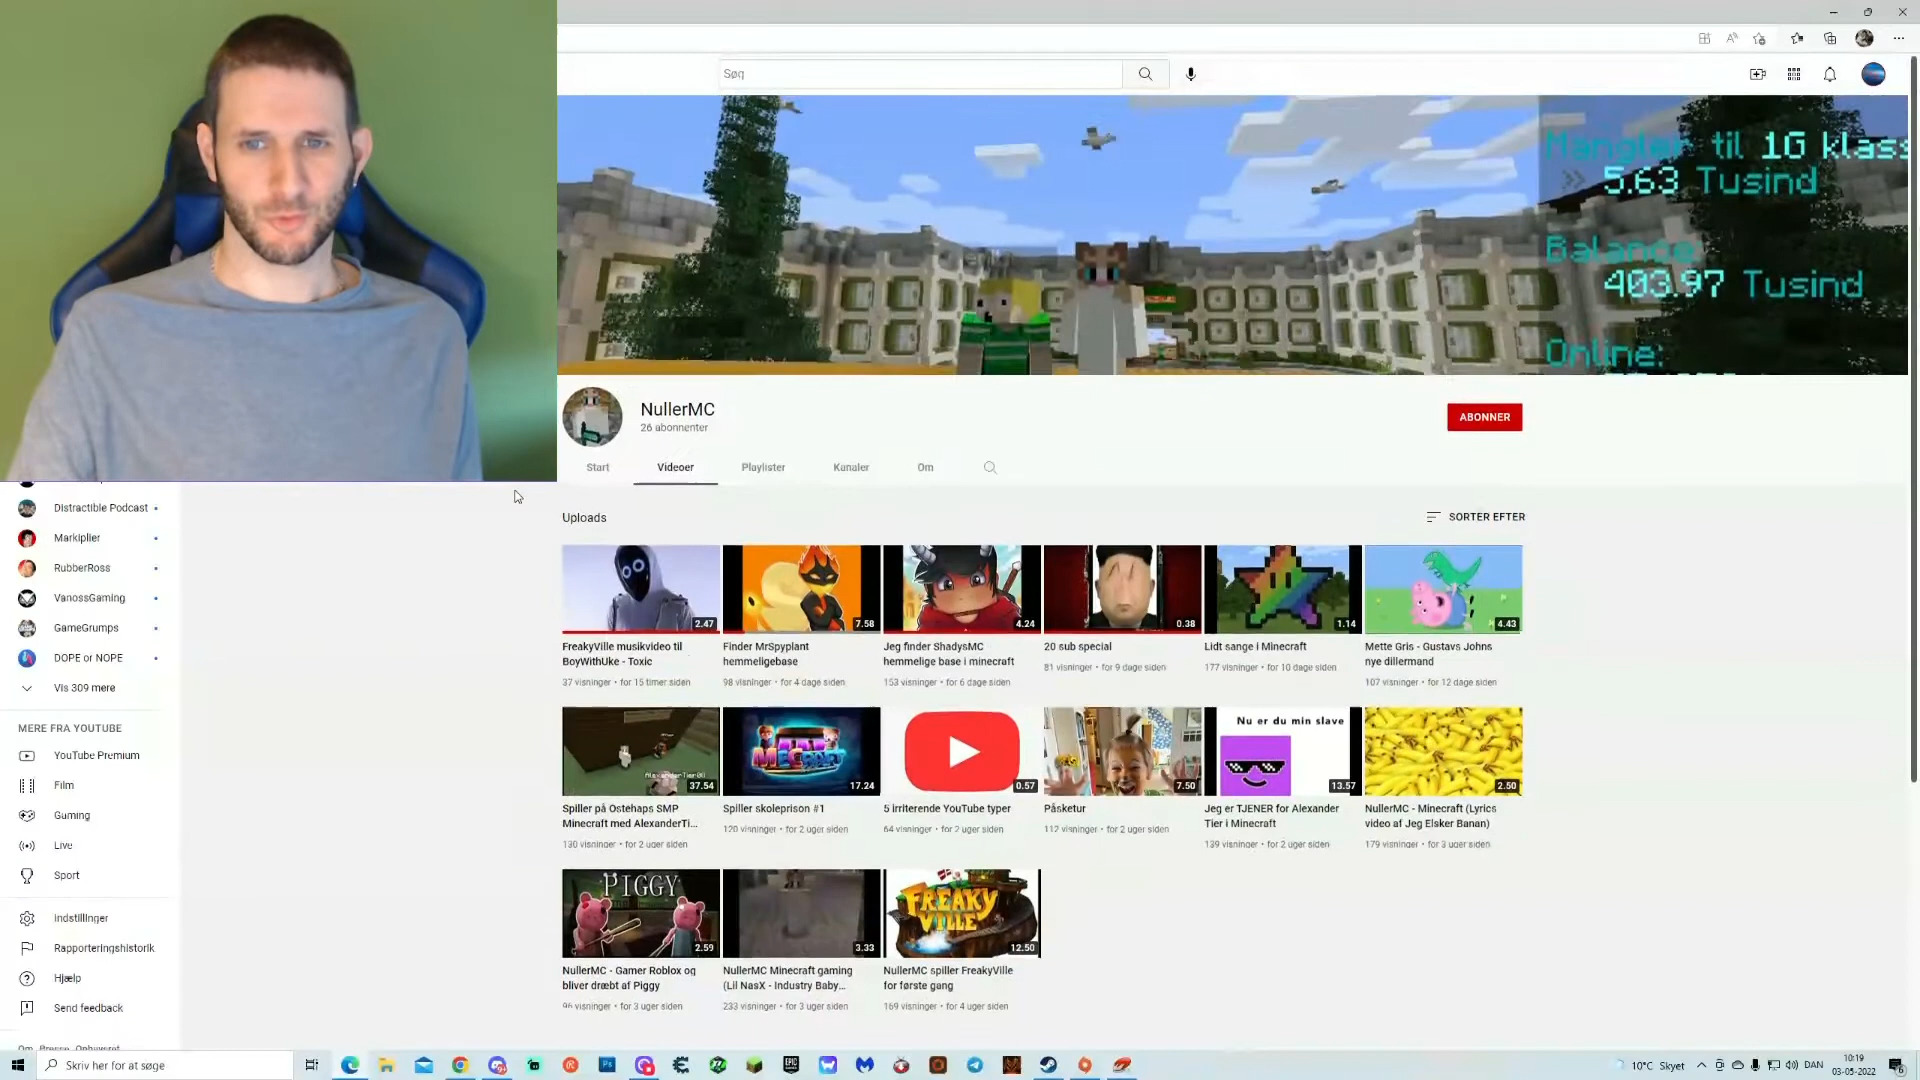 Søg
Mangler til 1G klass
5.63 Tusind
Balance:
403.97 Tusind
Online:
NullerMC
26 abonnenter
ABONNER
Start
Videoer
Playlister
Kanaler
Om
Uploads
SORTER EFTER
Distractible Podcast
Markiplier
RubberRoss
VanossGaming
GameGrumps
DOPE or NOPE
Vis 309 mere
MERE FRA YOUTUBE
YouTube Premium
Film
Gaming
Live
Sport
Indstillinger
Rapporteringshistorik
Hjælp
Send feedback
2.47
FreakyVille musikvideo til
BoyWithUke - Toxic
37 visninger • for 15 timer siden
7.58
Finder MrSpyplant
hemmeligebase
98 visninger • for 4 dage siden
4.24
Jeg finder ShadysMC
hemmelige base i minecraft
153 visninger • for 6 dage siden
0.38
20 sub special
81 visninger • for 9 dage siden
1.14
Lidt sange i Minecraft
177 visninger • for 10 dage siden
4.43
Mette Gris - Gustavs Johns
nye dillermand
107 visninger • for 12 dage siden
37.54
Spiller på Ostehaps SMP
Minecraft med AlexanderTi...
130 visninger • for 2 uger siden
17.24
Spiller skoleprison #1
120 visninger • for 2 uger siden
0.57
5 irriterende YouTube typer
64 visninger • for 2 uger siden
7.50
Påsketur
112 visninger • for 2 uger siden
Nu er du min slave
13.57
Jeg er TJENER for Alexander
Tier i Minecraft
139 visninger • for 2 uger siden
2.50
NullerMC - Minecraft (Lyrics
video af Jeg Elsker Banan)
179 visninger • for 3 uger siden
PIGGY
2.59
NullerMC - Gamer Roblox og
bliver dræbt af Piggy
96 visninger • for 3 uger siden
3.33
NullerMC Minecraft gaming
(Lil NasX - Industry Baby...
233 visninger • for 3 uger siden
FREAKY
VILLE
12.50
NullerMC spiller FreakyVille
for første gang
169 visninger • for 4 uger siden
Skriv her for at søge
10°C Skyet
DAN
10:19
03-05-2022